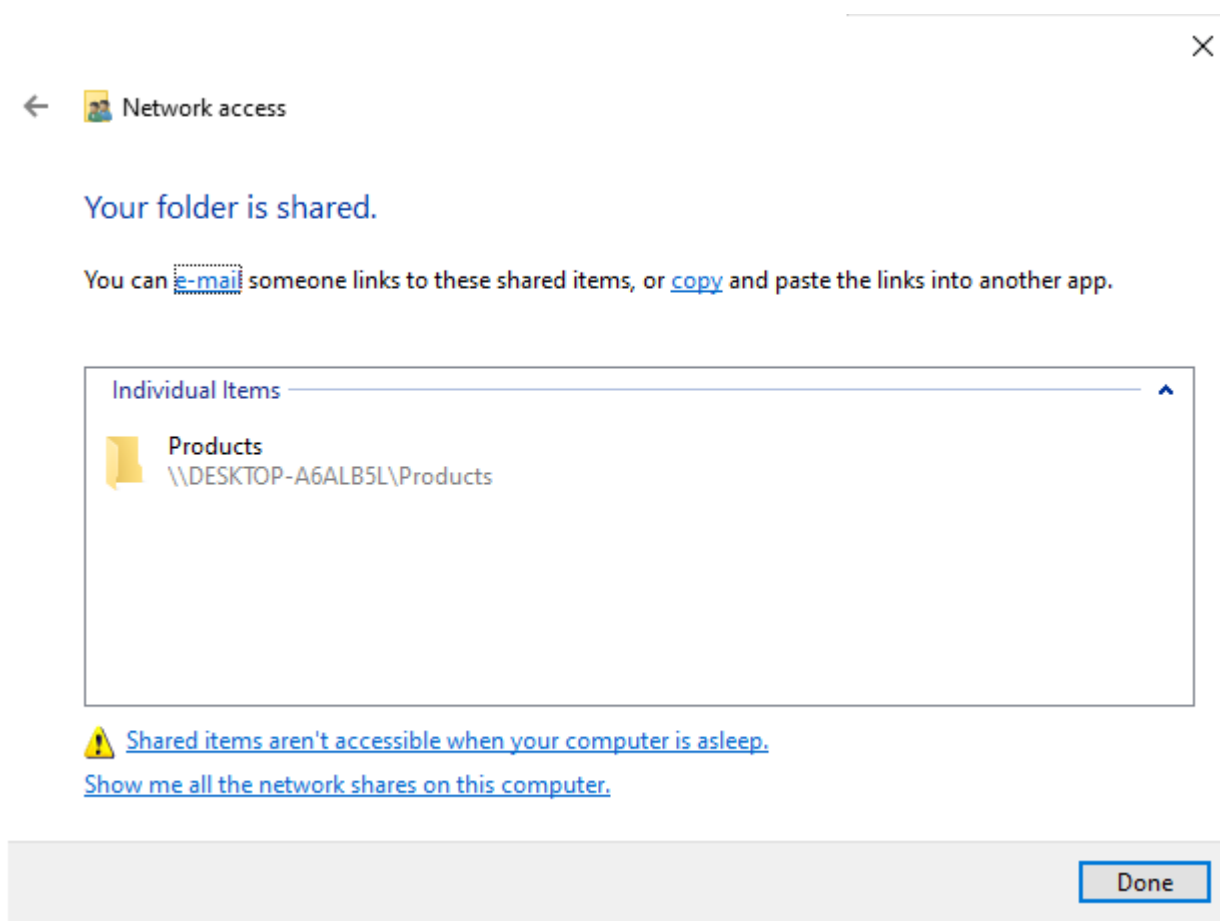 Network access
Your folder is shared.
You can e-mail someone links to these shared items, or copy and paste the links into another app.
Individual Items
Products
\\DESKTOP-A6ALB5L\Products
Shared items aren't accessible when your computer is asleep.
Show me all the network shares on this computer.
Done